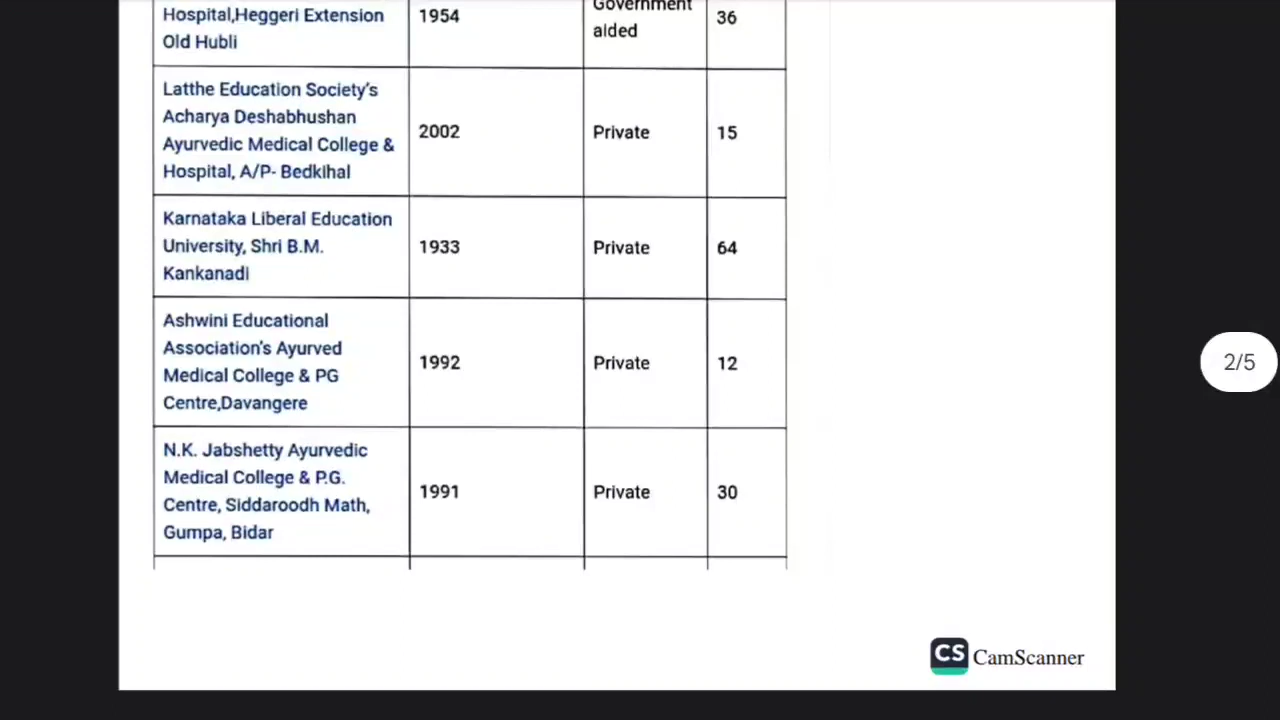 Hospital,Heggeri Extension
Old Hubli
1954
Government
aided
36
Latthe Education Society's
Acharya Deshabhushan
Ayurvedic Medical College &
Hospital, A/P- Bedkihal
2002
Private
15
Karnataka Liberal Education
University, Shri B.M.
Kankanadi
1933
Private
64
Ashwini Educational
Association's Ayurved
Medical College & PG
Centre,Davangere
1992
Private
12
N.K. Jabshetty Ayurvedic
Medical College & P.G.
Centre, Siddaroodh Math,
Gumpa, Bidar
1991
Private
30
2/5
CS CamScanner